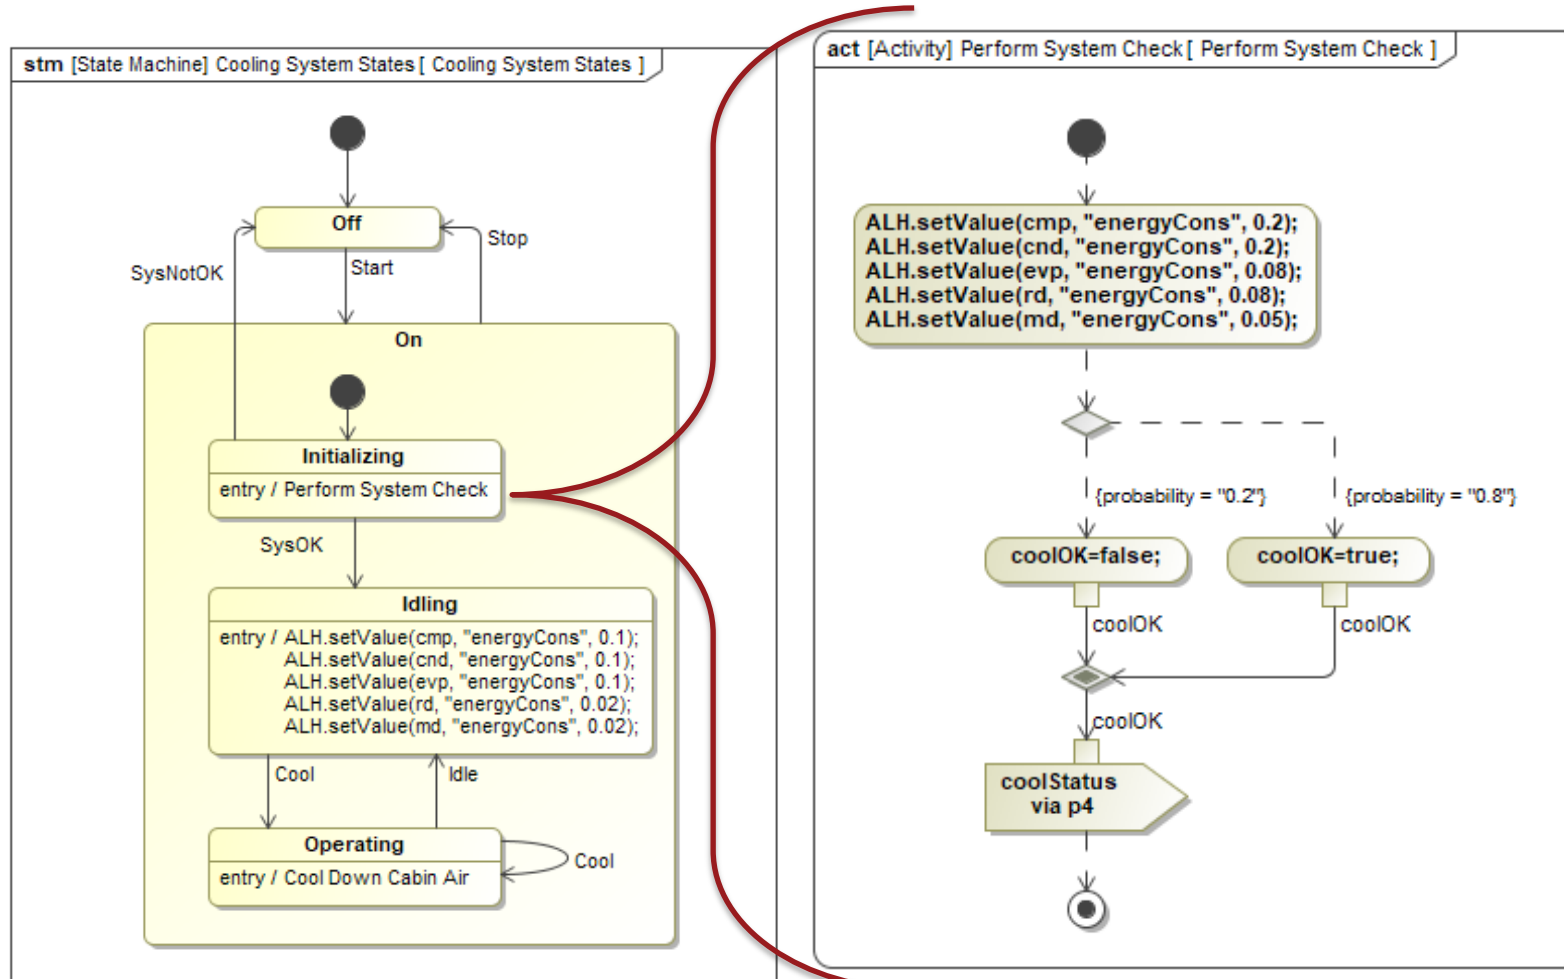 stm [State Machine] Cooling System States [ Cooling System States ]
Off
SysNotOK
Start
Stop
On
Initializing
entry / Perform System Check
SysOK
Idling
entry / ALH.setValue(cmp, "energyCons", 0.1);
ALH.setValue(cnd, "energyCons", 0.1);
ALH.setValue(evp, "energyCons", 0.1);
ALH.setValue(rd, "energyCons", 0.02);
ALH.setValue(md, "energyCons", 0.02);
Cool
Idle
Operating
entry / Cool Down Cabin Air
Cool
act [Activity] Perform System Check [ Perform System Check ]
ALH.setValue(cmp, "energyCons", 0.2);
ALH.setValue(cnd, "energyCons", 0.2);
ALH.setValue(evp, "energyCons", 0.08);
ALH.setValue(rd, "energyCons", 0.08);
ALH.setValue(md, "energyCons", 0.05);
{probability = "0.2"}
{probability = "0.8"}
coolOK=false;
coolOK=true;
coolOK
coolOK
coolOK
coolStatus
via p4